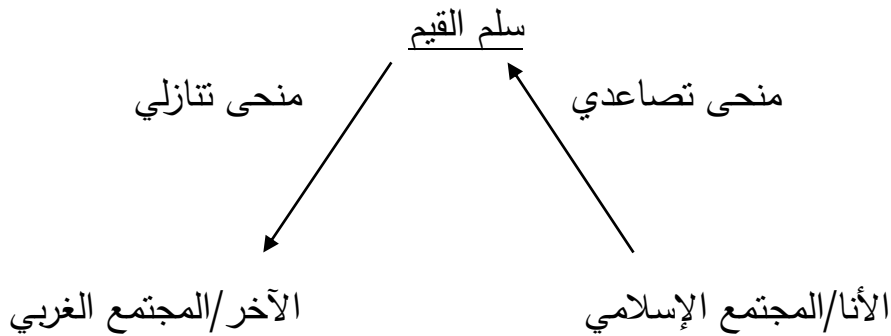 سلم القيم
منحى تصاعدي
منحى تنازلي
الأنا/المجتمع الإسلامي
الآخر/المجتمع الغربي